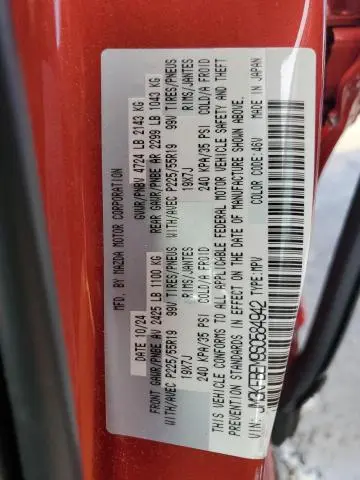 MFD BY MAZDA MOTOR CORPORATION
DATE 10/24 GVWR/PNBV 4724 LB 2143 KG
FRONT GAWR/PNBE AV 2425 LB 1100 KG REAR GAWR/PNBE AR 2299 LB 1043 KG
WITH/AVEC P225/55R19 99V TIRES/PNEUS WITH/AVEC P225/55R19 99V TIRES/PNEUS
19X7J RIMS/JANTES 19X7J RIMS/JANTES
240 KPA/35 PSI COLD/A FROID 240 KPA/35 PSI COLD/A FROID
THIS VEHICLE CONFORMS TO ALL APPLICABLE FEDERAL MOTOR VEHICLE SAFETY AND THEFT
PREVENTION STANDARDS IN EFFECT ON THE DATE OF MANUFACTURE SHOWN ABOVE.
VIN: TYPE: MPV COLOR CODE: 46V MADE IN JAPAN